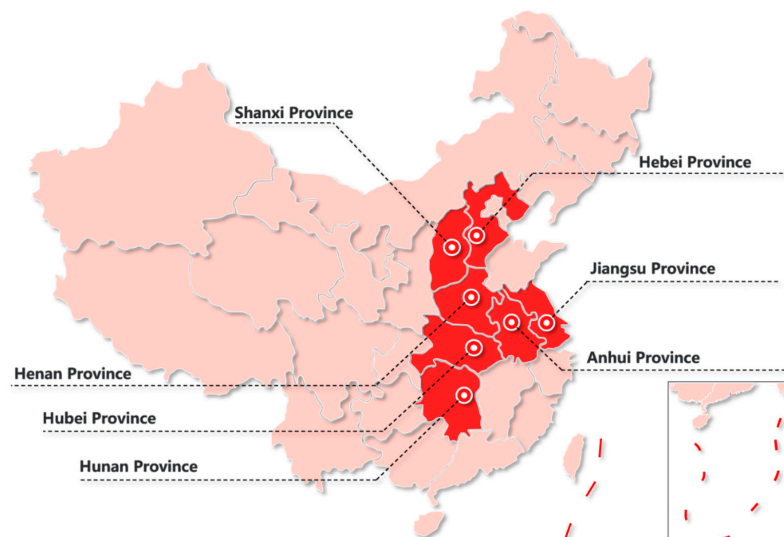 Shanxi Province
Hebei Province
Jiangsu Province
Anhui Province
Henan Province
Hubei Province
Hunan Province